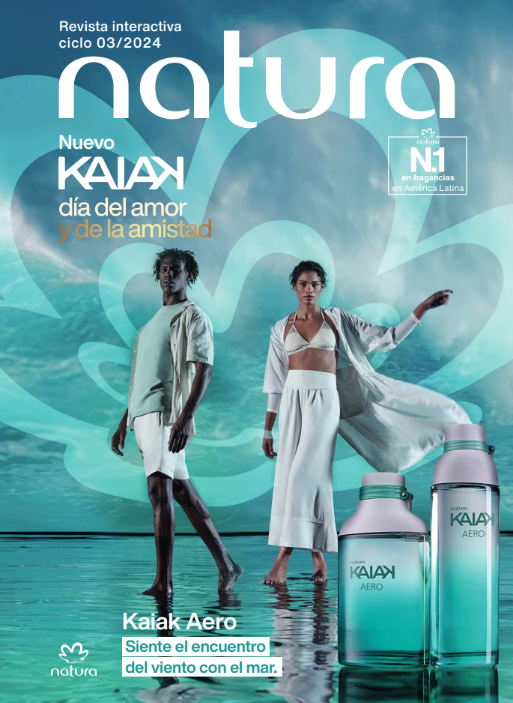 Revista interactiva
ciclo 03/2024
natura
Nuevo
KAIAK
día del amor
y de la amistad
natura
N.1
en fragancias
en América Latina
natura
KAIAK
AERO
natura
KAIAK
AERO
Kaiak Aero
Siente el encuentro
del viento con el mar.
natura